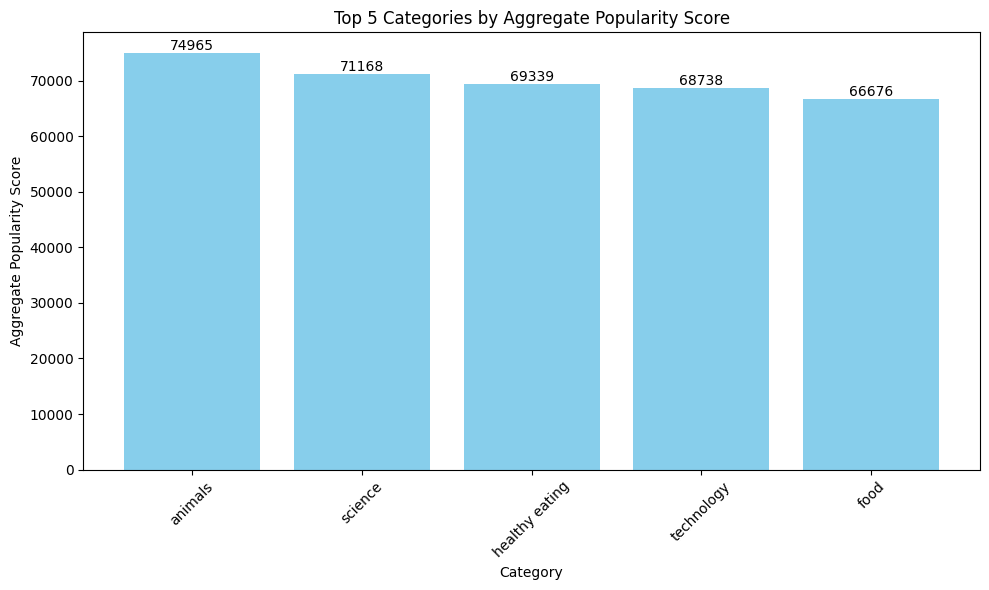 Top 5 Categories by Aggregate Popularity Score
Aggregate Popularity Score
70000
60000
50000
40000
30000
20000
10000
0
74965
71168
69339
68738
66676
animals
science
healthy eating
technology
food
Category